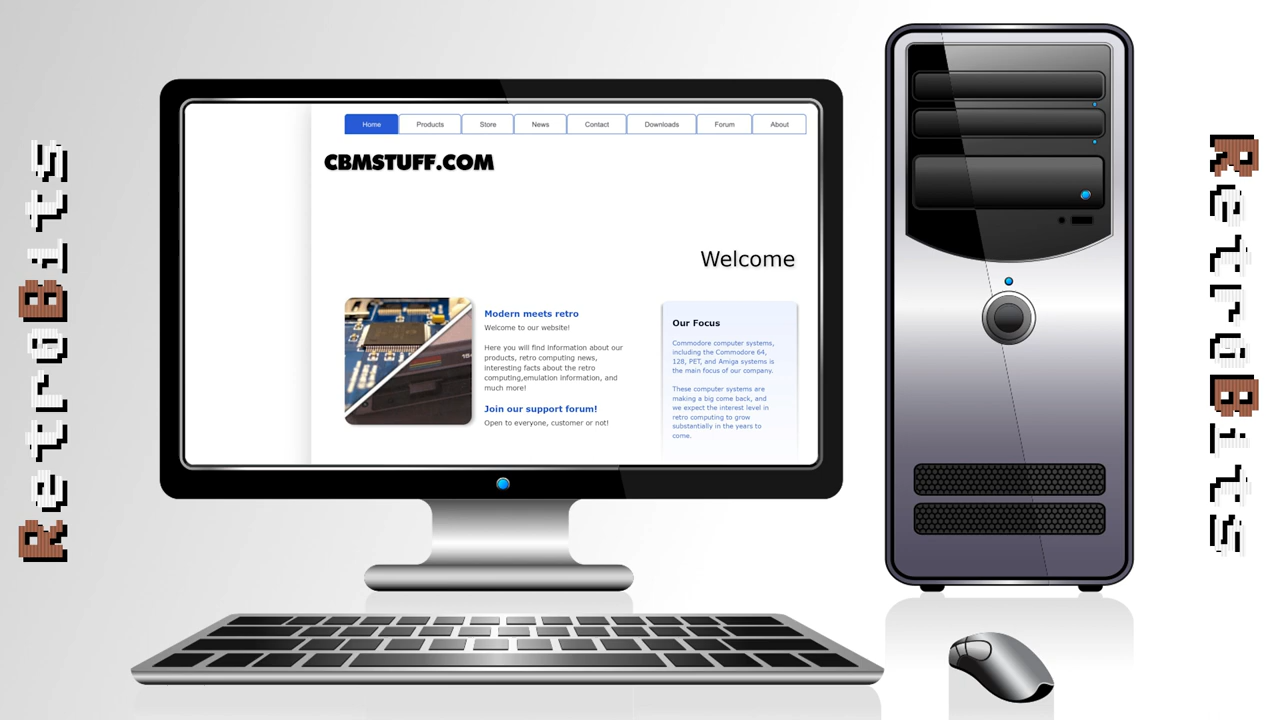 RetroBits
Home
Products
Store
News
Contact
Downloads
Forum
About
CBMSTUFF.COM
Welcome
Modern meets retro
Welcome to our website!
Here you will find information about our
products, retro computing news,
interesting facts about the retro
computing,emulation information, and
much more!
Join our support forum!
Open to everyone, customer or not!
Our Focus
Commodore computer systems,
including the Commodore 64,
128, PET, and Amiga systems is
the main focus of our company.
These computer systems are
making a big come back, and
we expect the interest level in
retro computing to grow
substantially in the years to
come.
RetroBits